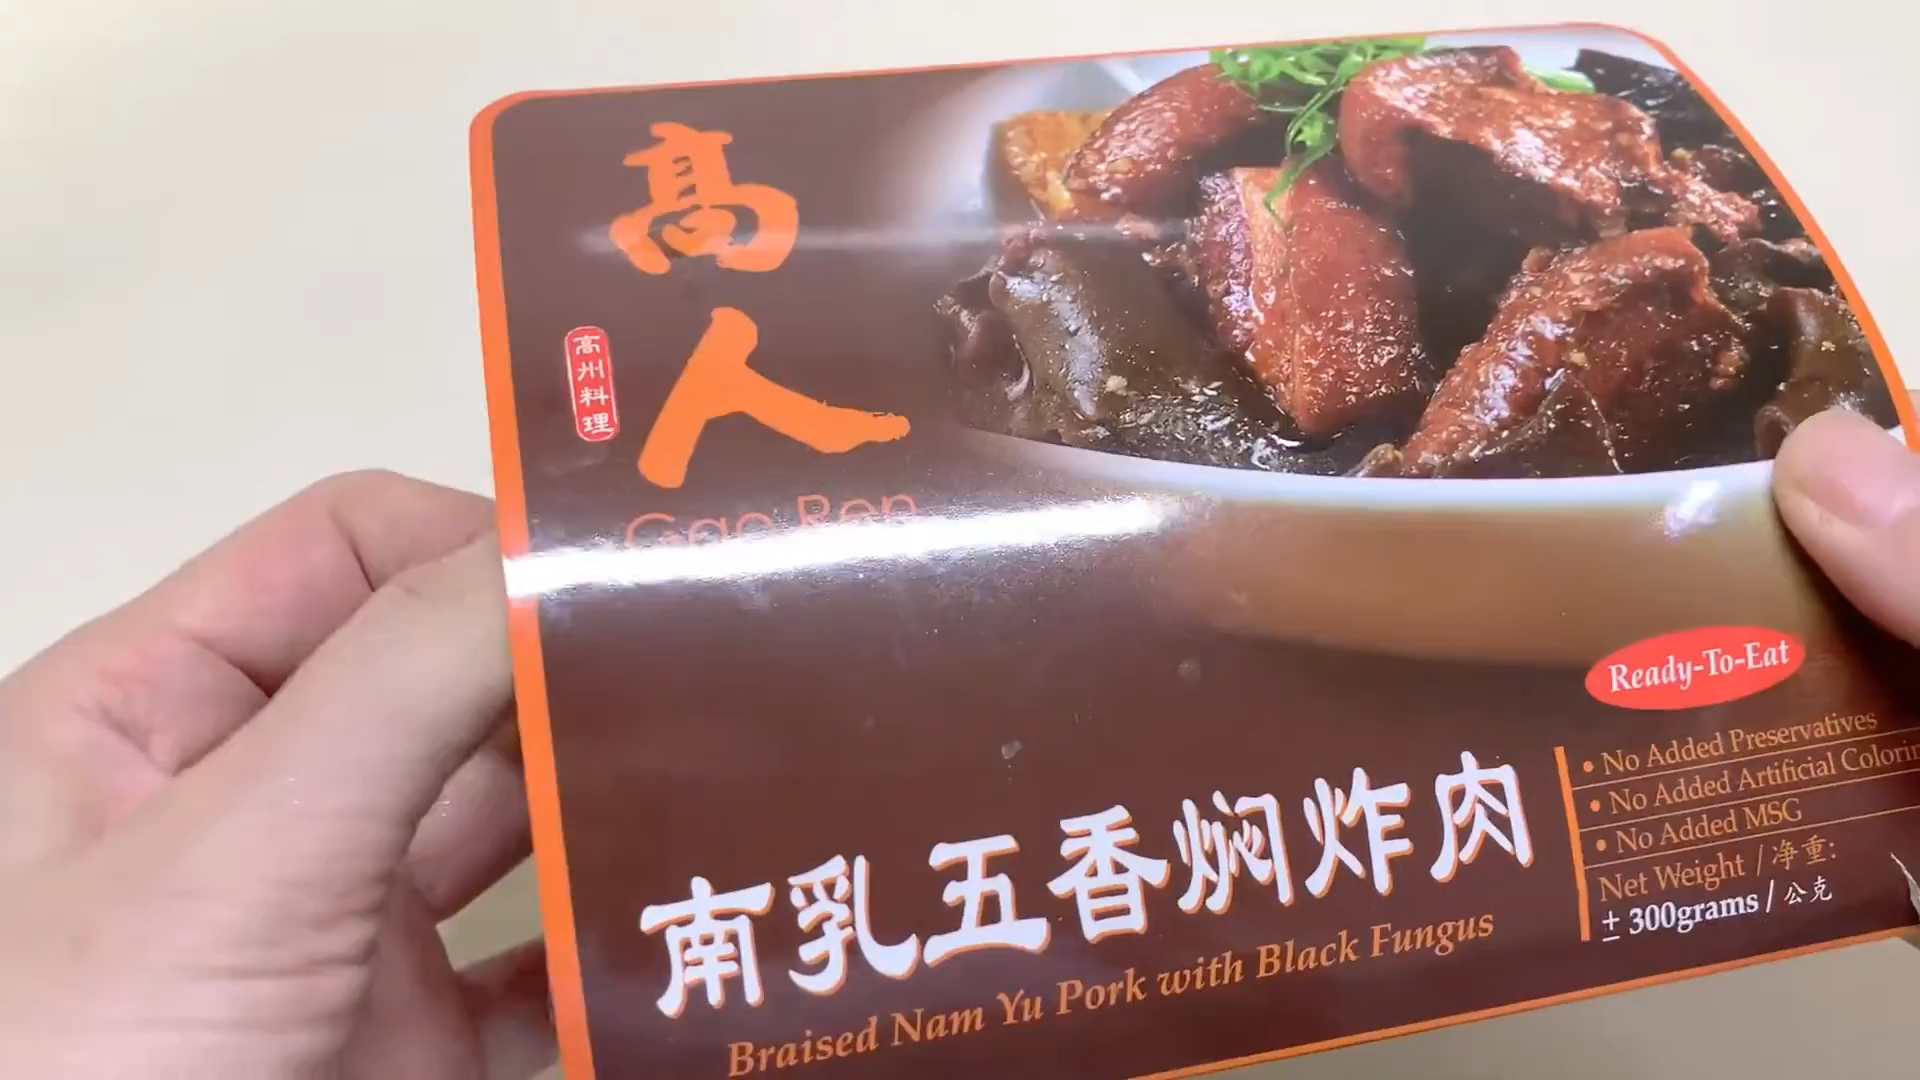 高人
高州料理
Gao Ren
Ready-To-Eat
• No Added Preservatives
• No Added Artificial
• No Added MSG
Net Weight / 净重:
± 300grams / 公克
南乳五香焖炸肉
Braised Nam Yu Pork with Black Fungus